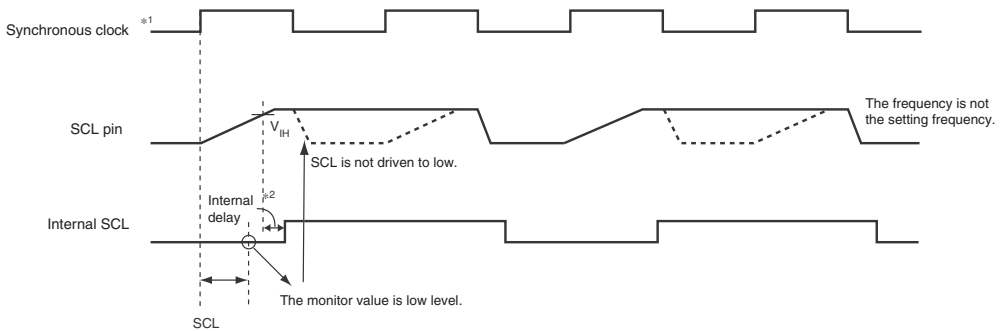 Synchronous clock *1
SCL pin
VIH
The frequency is not
the setting frequency.
SCL is not driven to low.
Internal *2
delay
Internal SCL
The monitor value is low level.
SCL